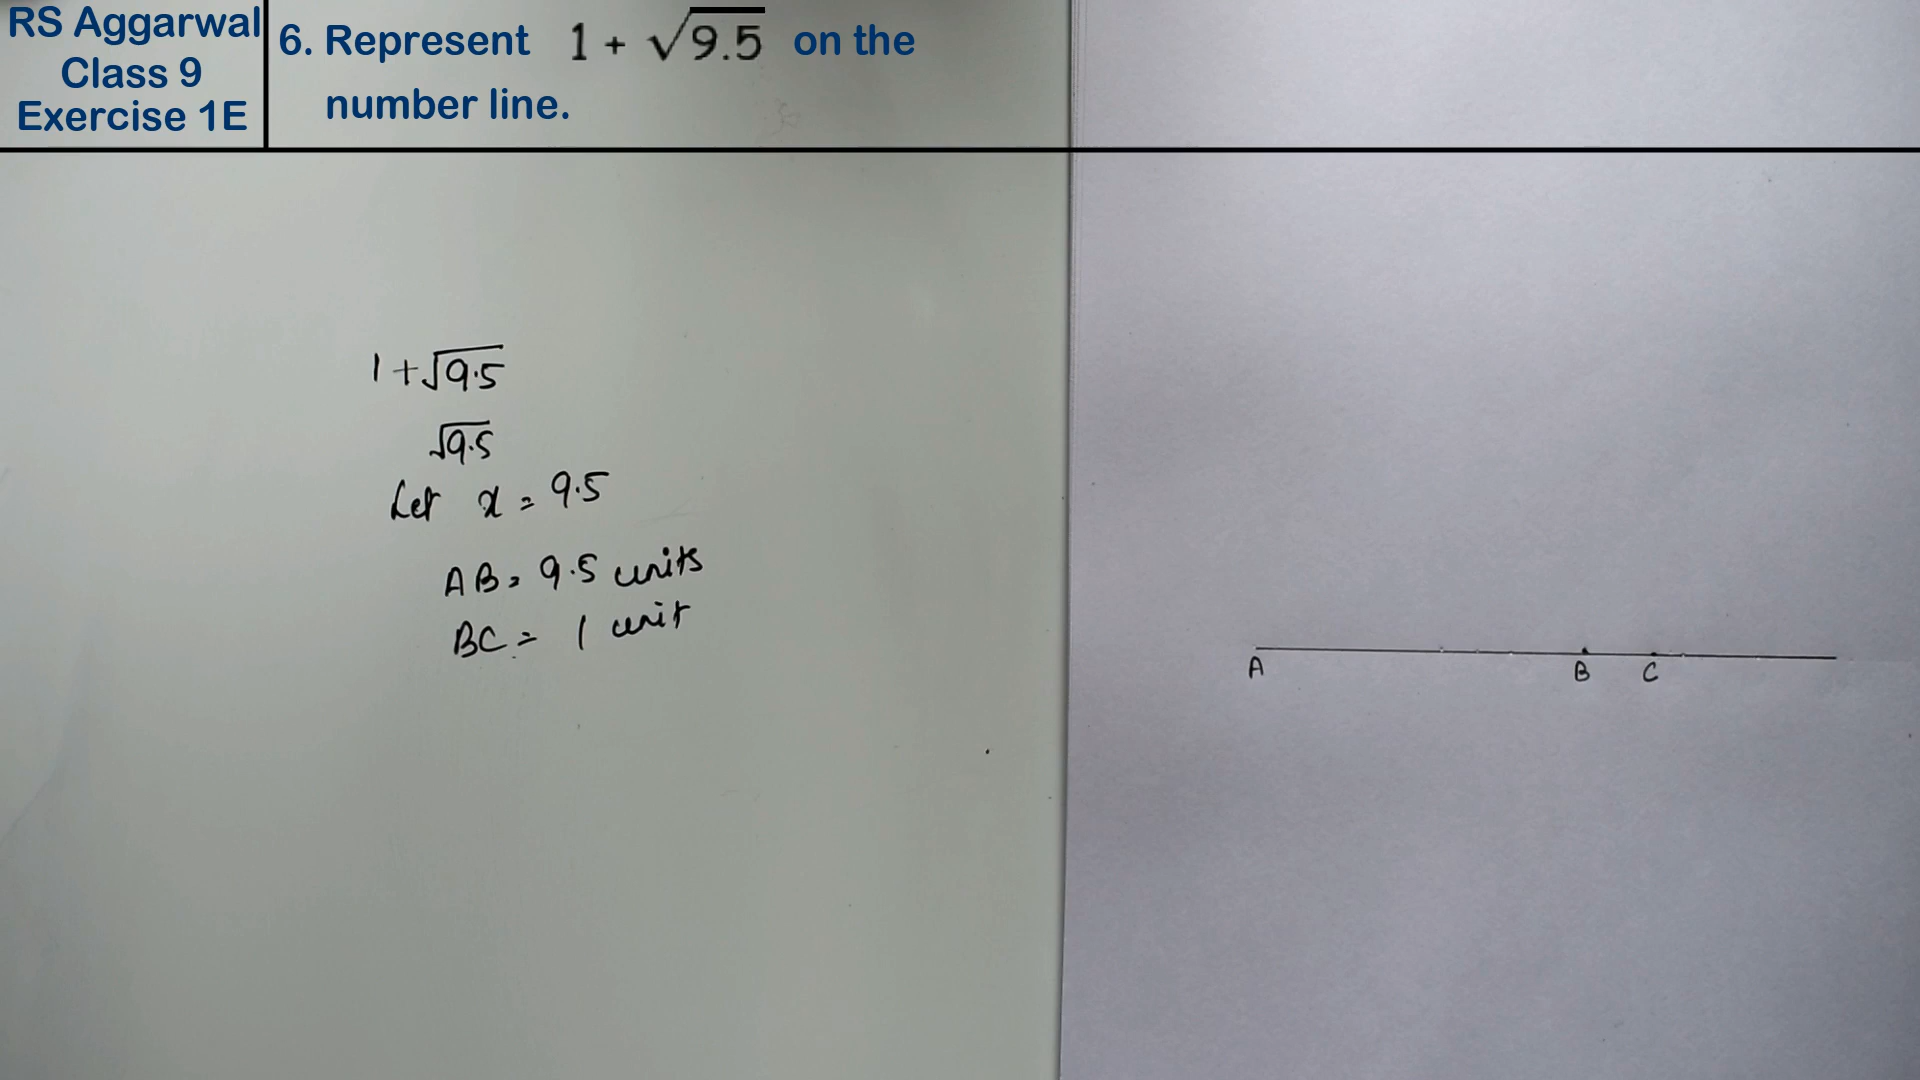 RS Aggarwal
Class 9
Exercise 1E
6. Represent 1 + √9.5 on the
number line.
1 + √9.5
√9.5
Let x = 9.5
AB = 9.5 units
BC = 1 unit
A B C